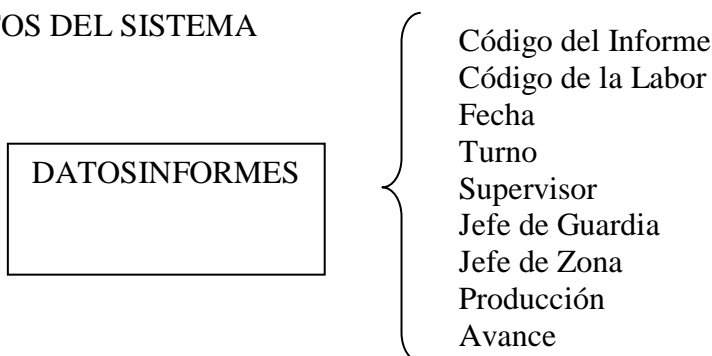 DEL SISTEMA
DATOSINFORMES
Código del Informe
Código de la Labor
Fecha
Turno
Supervisor
Jefe de Guardia
Jefe de Zona
Producción
Avance